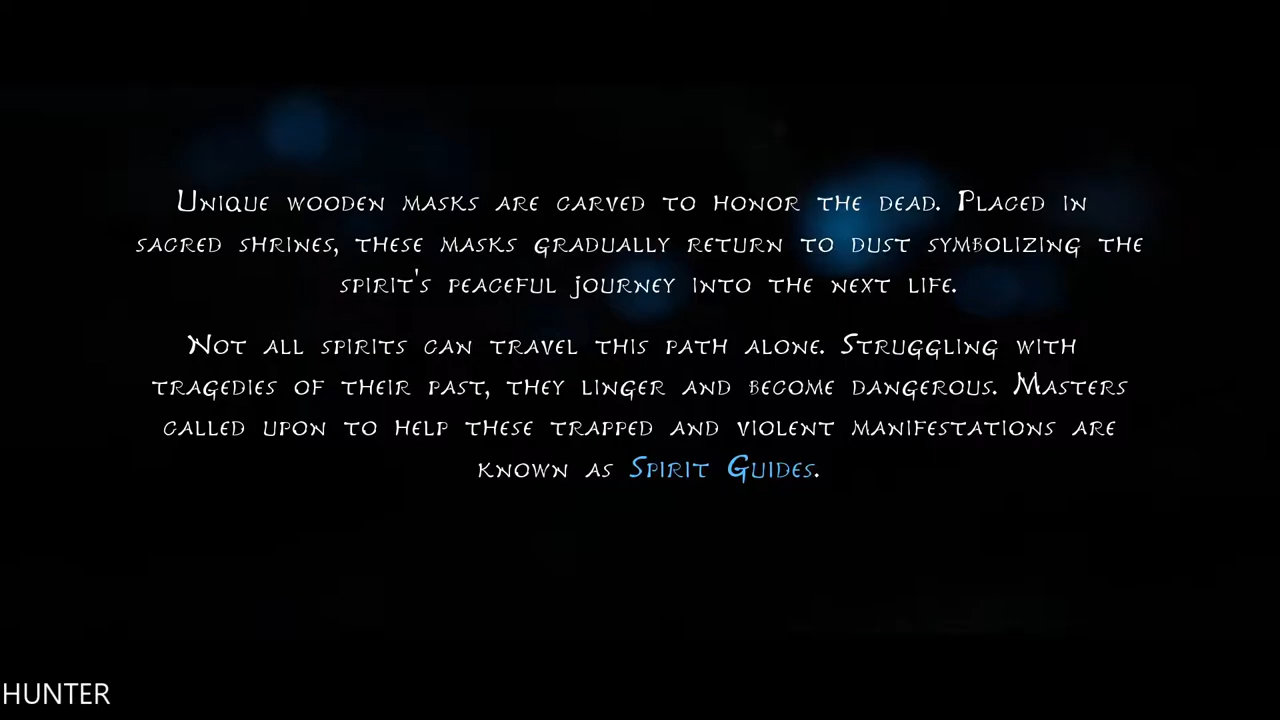 Unique wooden masks are carved to honor the dead. Placed in
sacred shrines, these masks gradually return to dust symbolizing the
spirit's peaceful journey into the next life.
Not all spirits can travel this path alone. Struggling with
tragedies of their past, they linger and become dangerous. Masters
called upon to help these trapped and violent manifestations are
known as Spirit Guides.
HUNTER